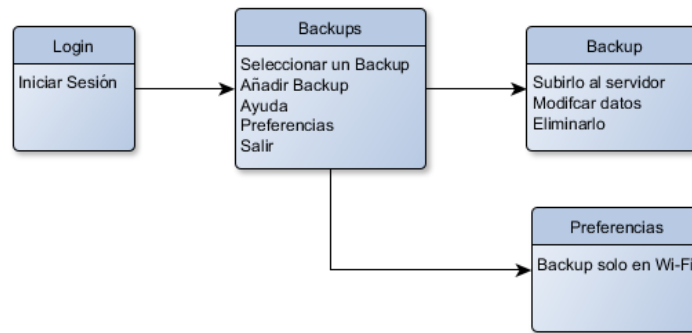 Login
Iniciar Sesión
Backups
Seleccionar un Backup
Añadir Backup
Ayuda
Preferencias
Salir
Backup
Subirlo al servidor
Modifcar datos
Eliminarlo
Preferencias
Backup solo en Wi-Fi